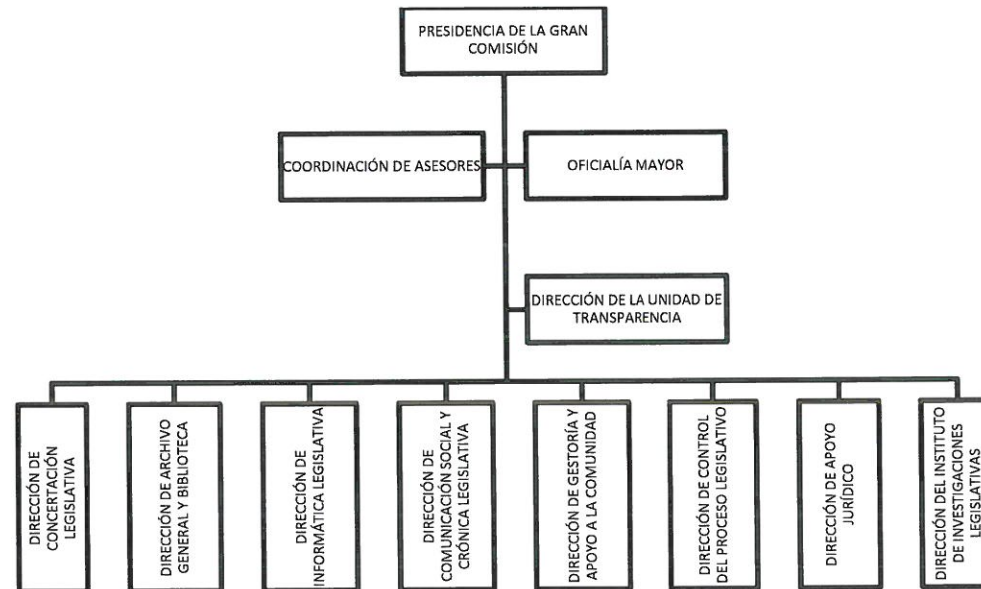 PRESIDENCIA DE LA GRAN
COMISIÓN
COORDINACIÓN DE ASESORES
OFICIALÍA MAYOR
DIRECCIÓN DE LA UNIDAD DE
TRANSPARENCIA
DIRECCIÓN DE
CONCERTACIÓN
LEGISLATIVA
DIRECCIÓN DE ARCHIVO
GENERAL Y BIBLIOTECA
DIRECCIÓN DE
INFORMÁTICA LEGISLATIVA
DIRECCIÓN DE
COMUNICACIÓN SOCIAL Y
CRÓNICA LEGISLATIVA
DIRECCIÓN DE GESTORÍA Y
APOYO A LA COMUNIDAD
DIRECCIÓN DE CONTROL
DEL PROCESO LEGISLATIVO
DIRECCIÓN DE APOYO
JURÍDICO
DIRECCIÓN DEL INSTITUTO
DE INVESTIGACIONES
LEGISLATIVAS